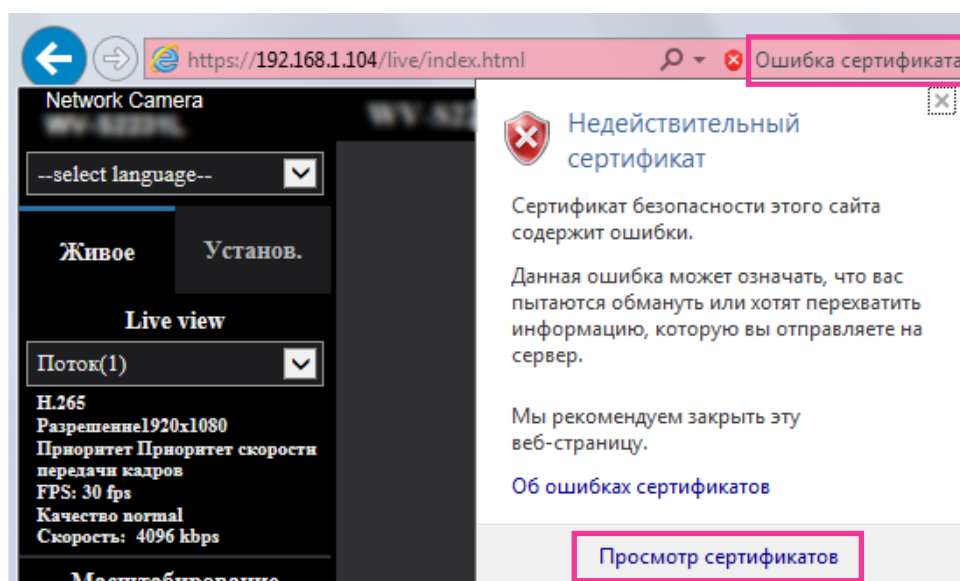 https://192.168.1.104/live/index.html
Ошибка сертификата
Network Camera
--select language--
Живое
Установ.
Live view
Поток(1)
H.265
Разрешение1920x1080
Приоритет Приоритет скорости
передачи кадров
FPS: 30 fps
Качество normal
Скорость: 4096 kbps
Масштабирование
Недействительный
сертификат
Сертификат безопасности этого сайта
содержит ошибки.
Данная ошибка может означать, что вас
пытаются обмануть или хотят перехватить
информацию, которую вы отправляете на
сервер.
Мы рекомендуем закрыть эту
веб-страницу.
Об ошибках сертификатов
Просмотр сертификатов